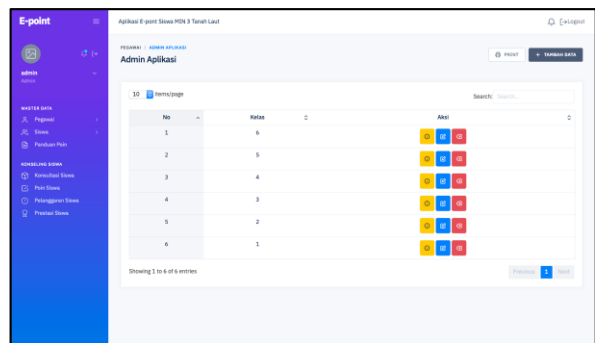 E-point
Aplikasi E-pont Siswa MIN 3 Tanah Laut
Logout
admin
Admin
MASTER DATA
Pegawai
Siswa
Panduan Poin
KONSELING SISWA
Konsultasi Siswa
Poin Siswa
Pelanggaran Siswa
Prestasi Siswa
PEGAWAI / ADMIN APLIKASI
Admin Aplikasi
PRINT
+ TAMBAH DATA
10 items/page
Search: Search...
No Kelas Aksi
1 6
2 5
3 4
4 3
5 2
6 1
Showing 1 to 6 of 6 entries
Previous 1 Next